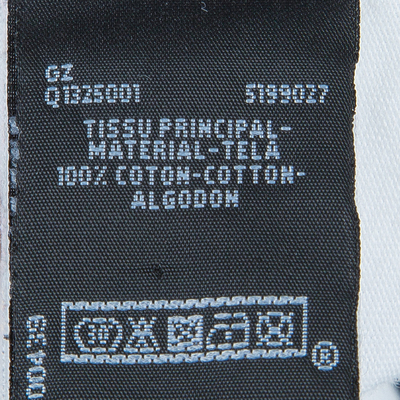 GZ
Q1325001 5199027
TISSU PRINCIPAL-
MATERIAL-TELA
100% COTON-COTTON-
ALGODON
®